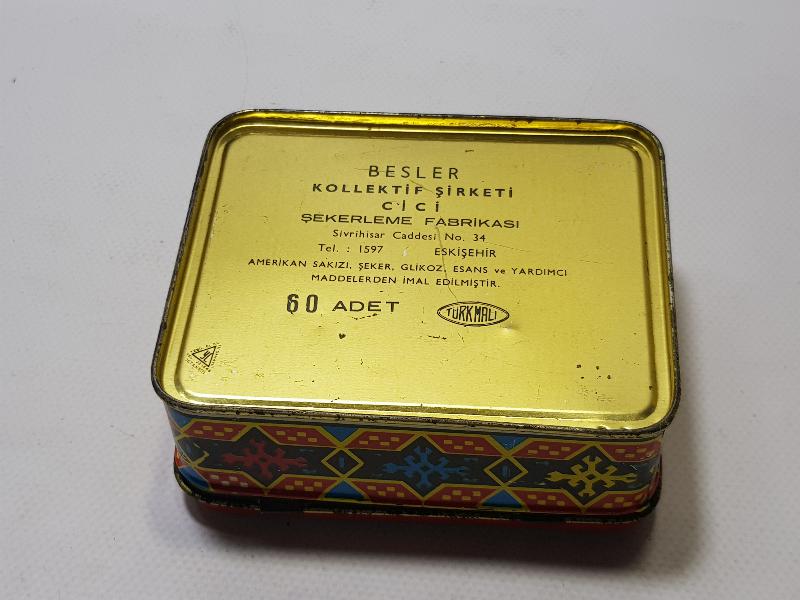 BESLER
KOLLEKTİF ŞİRKETİ
CİCİ
ŞEKERLEME FABRİKASI
Sivrihisar Caddesi No. 34
Tel. : 1597 ESKİŞEHİR
AMERİKAN SAKIZI, ŞEKER, GLİKOZ, ESANS ve YARDIMCI
MADDELERDEN İMAL EDİLMİŞTİR.
60 ADET TÜRK MALI